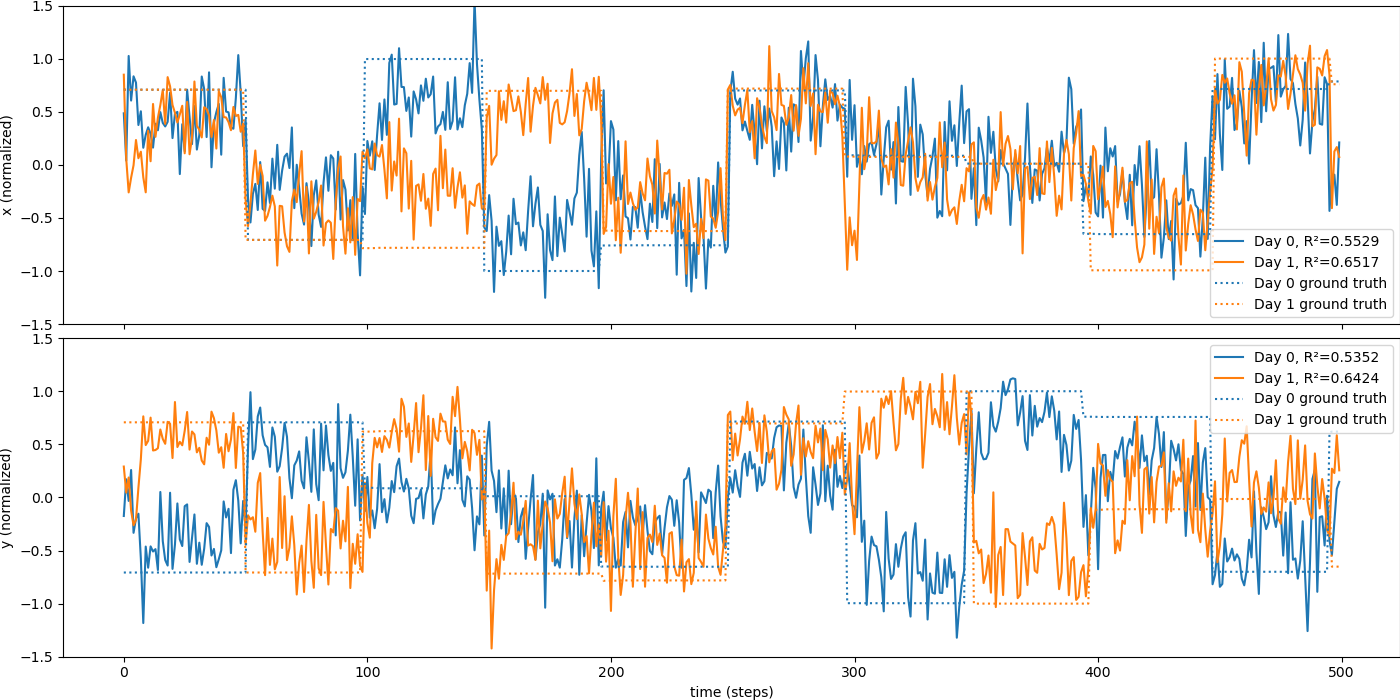 1.5
1.0
0.5
0.0
−0.5
−1.0
−1.5
x (normalized)
Day 0, R²=0.5529
Day 1, R²=0.6517
Day 0 ground truth
Day 1 ground truth
1.5
1.0
0.5
0.0
−0.5
−1.0
−1.5
y (normalized)
Day 0, R²=0.5352
Day 1, R²=0.6424
Day 0 ground truth
Day 1 ground truth
0 100 200 300 400 500
time (steps)